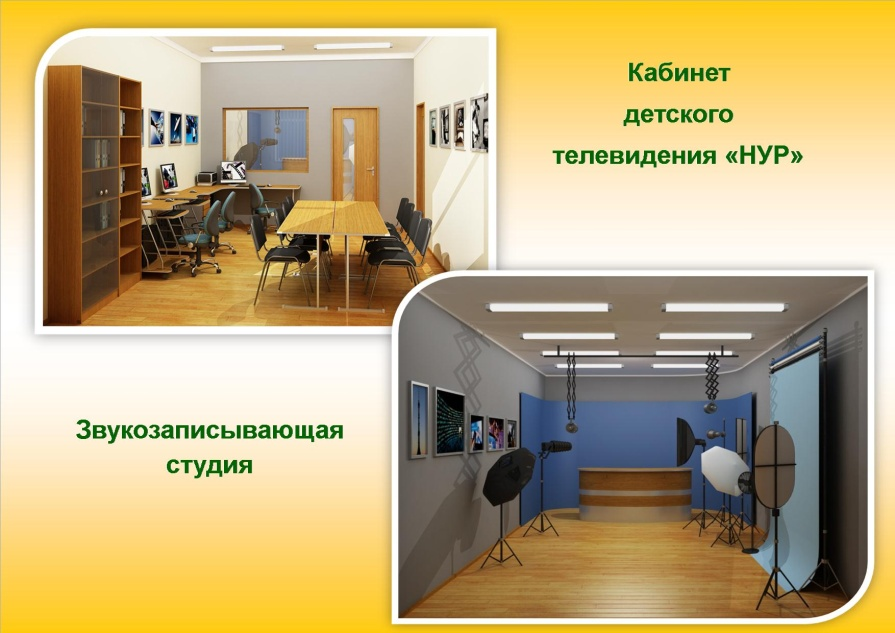 Кабинет
детского
телевидения «НУР»
Звукозаписывающая
студия